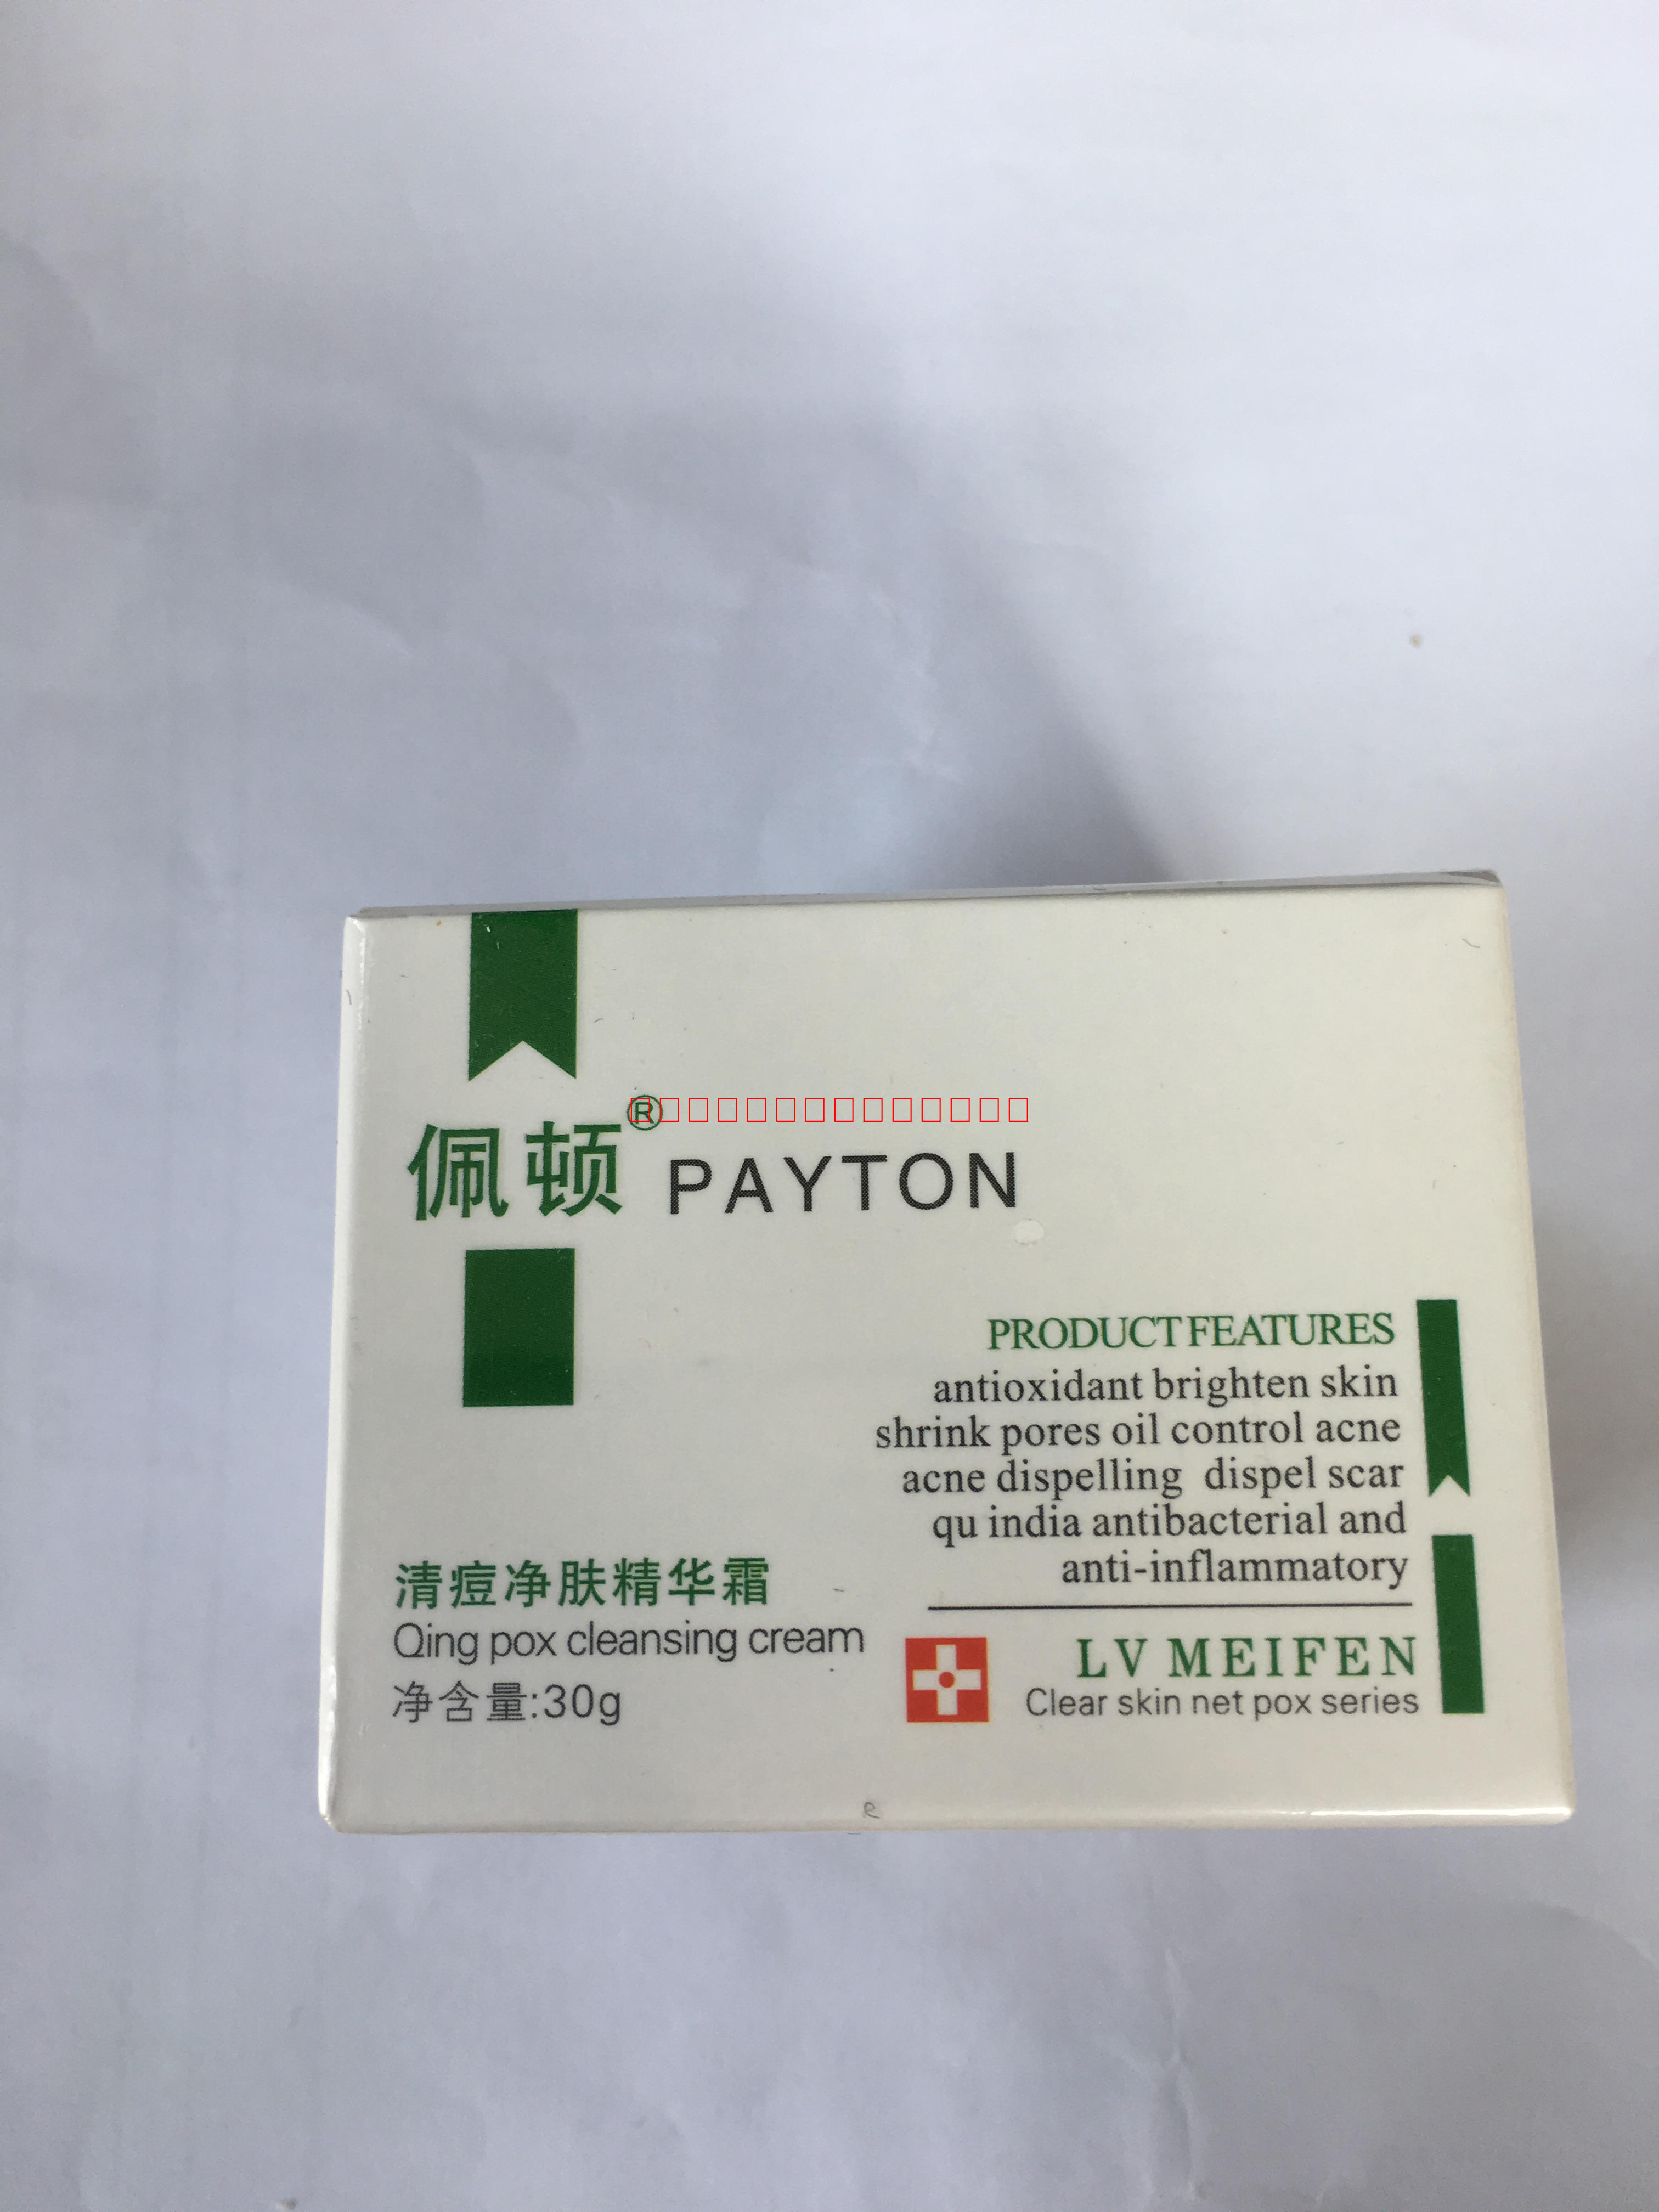 佩顿® PAYTON
PRODUCT FEATURES
antioxidant brighten skin
shrink pores oil control acne
acne dispelling dispel scar
qu india antibacterial and
anti-inflammatory
清痘净肤精华霜
Qing pox cleansing cream
净含量:30g
LV MEIFEN
Clear skin net pox series
R